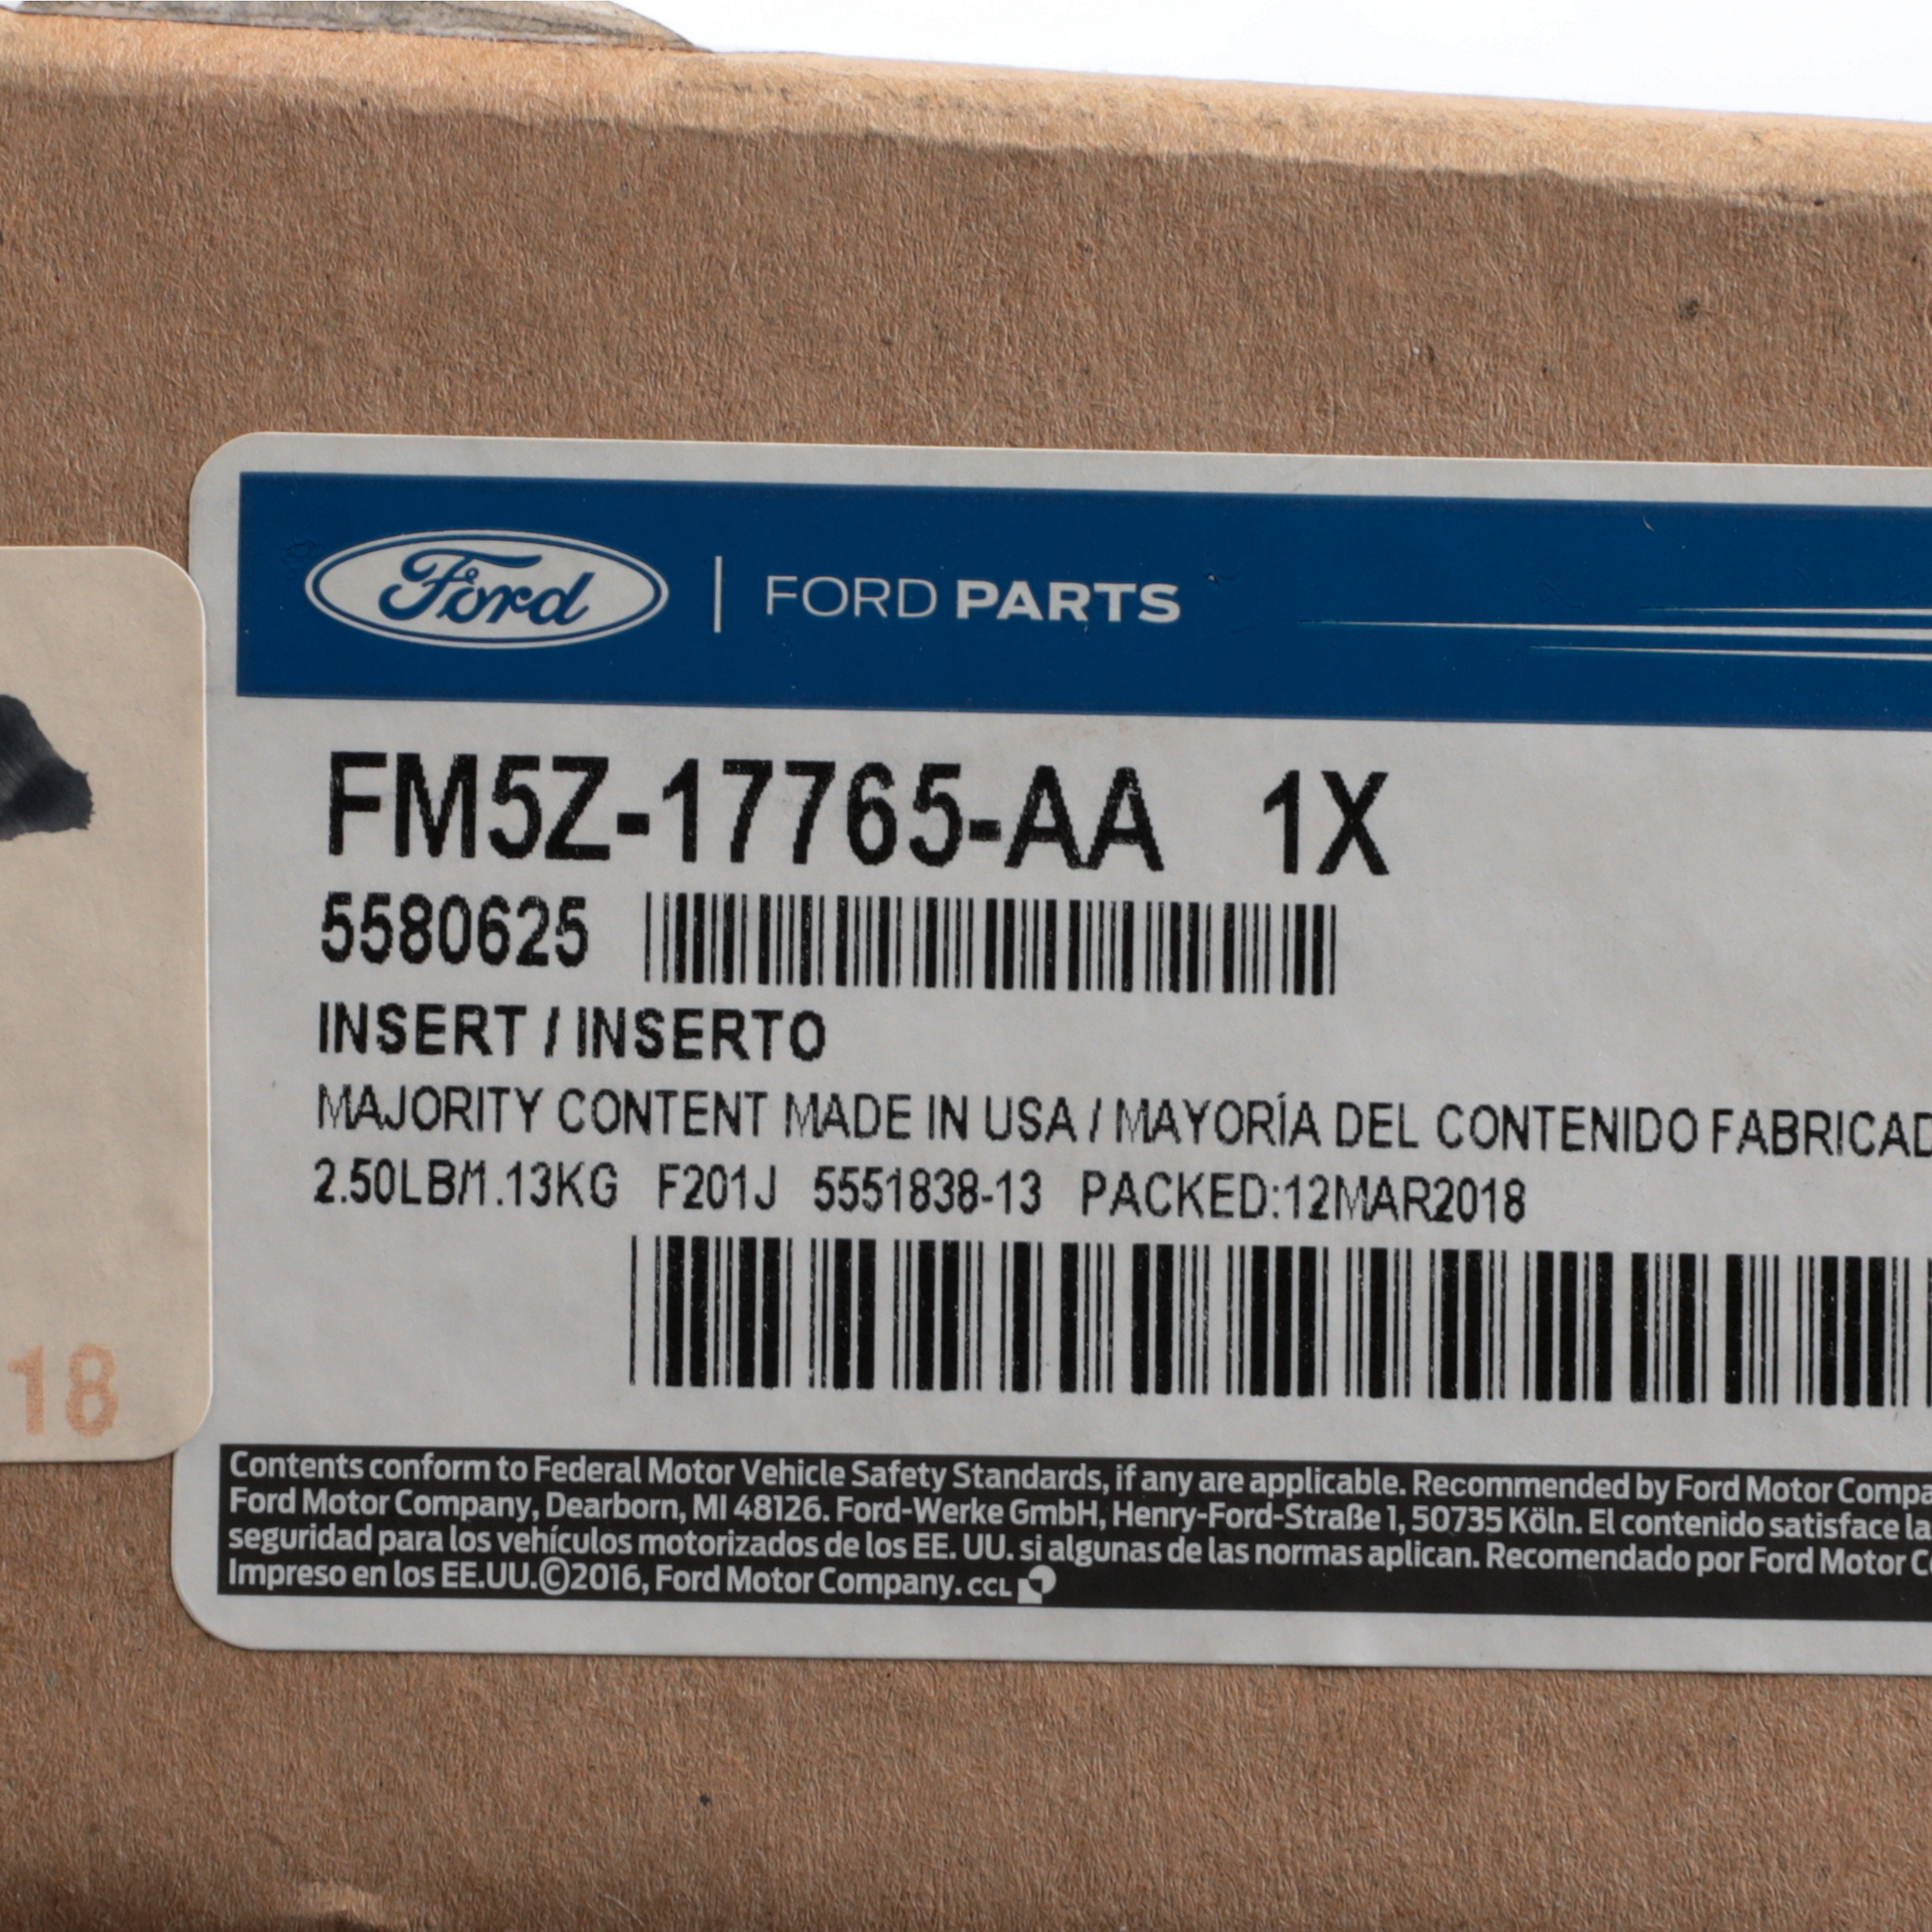 Ford | FORD PARTS
FM5Z-17765-AA 1X
5580625
INSERT / INSERTO
MAJORITY CONTENT MADE IN USA / MAYORÍA DEL CONTENIDO FABRICAD
2.50LB/1.13KG F201J 5551838-13 PACKED:12MAR2018
18
Contents conform to Federal Motor Vehicle Safety Standards, if any are applicable. Recommended by Ford Motor Compa
Ford Motor Company, Dearborn, MI 48126. Ford-Werke GmbH, Henry-Ford-Straße 1, 50735 Köln. El contenido satisface la
seguridad para los vehículos motorizados de los EE. UU. si algunas de las normas aplican. Recomendado por Ford Motor C
Impreso en los EE.UU.©2016, Ford Motor Company. CCL